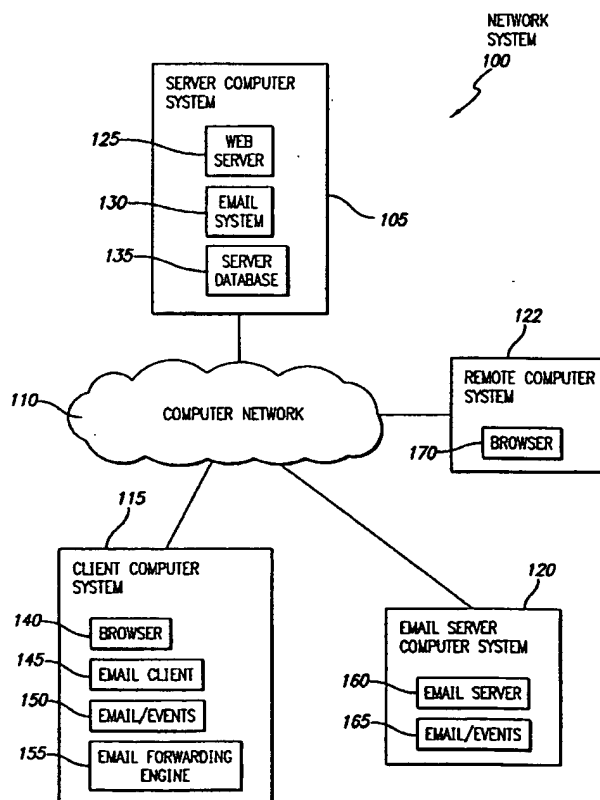 NETWORK
SYSTEM
100
SERVER COMPUTER
SYSTEM
125
WEB
SERVER
130
EMAIL
SYSTEM
105
135
SERVER
DATABASE
122
110
COMPUTER NETWORK
REMOTE COMPUTER
SYSTEM
170
BROWSER
115
CLIENT COMPUTER
SYSTEM
140
BROWSER
145
EMAIL CLIENT
150
EMAIL/EVENTS
155
EMAIL FORWARDING
ENGINE
120
EMAIL SERVER
COMPUTER SYSTEM
160
EMAIL SERVER
165
EMAIL/EVENTS